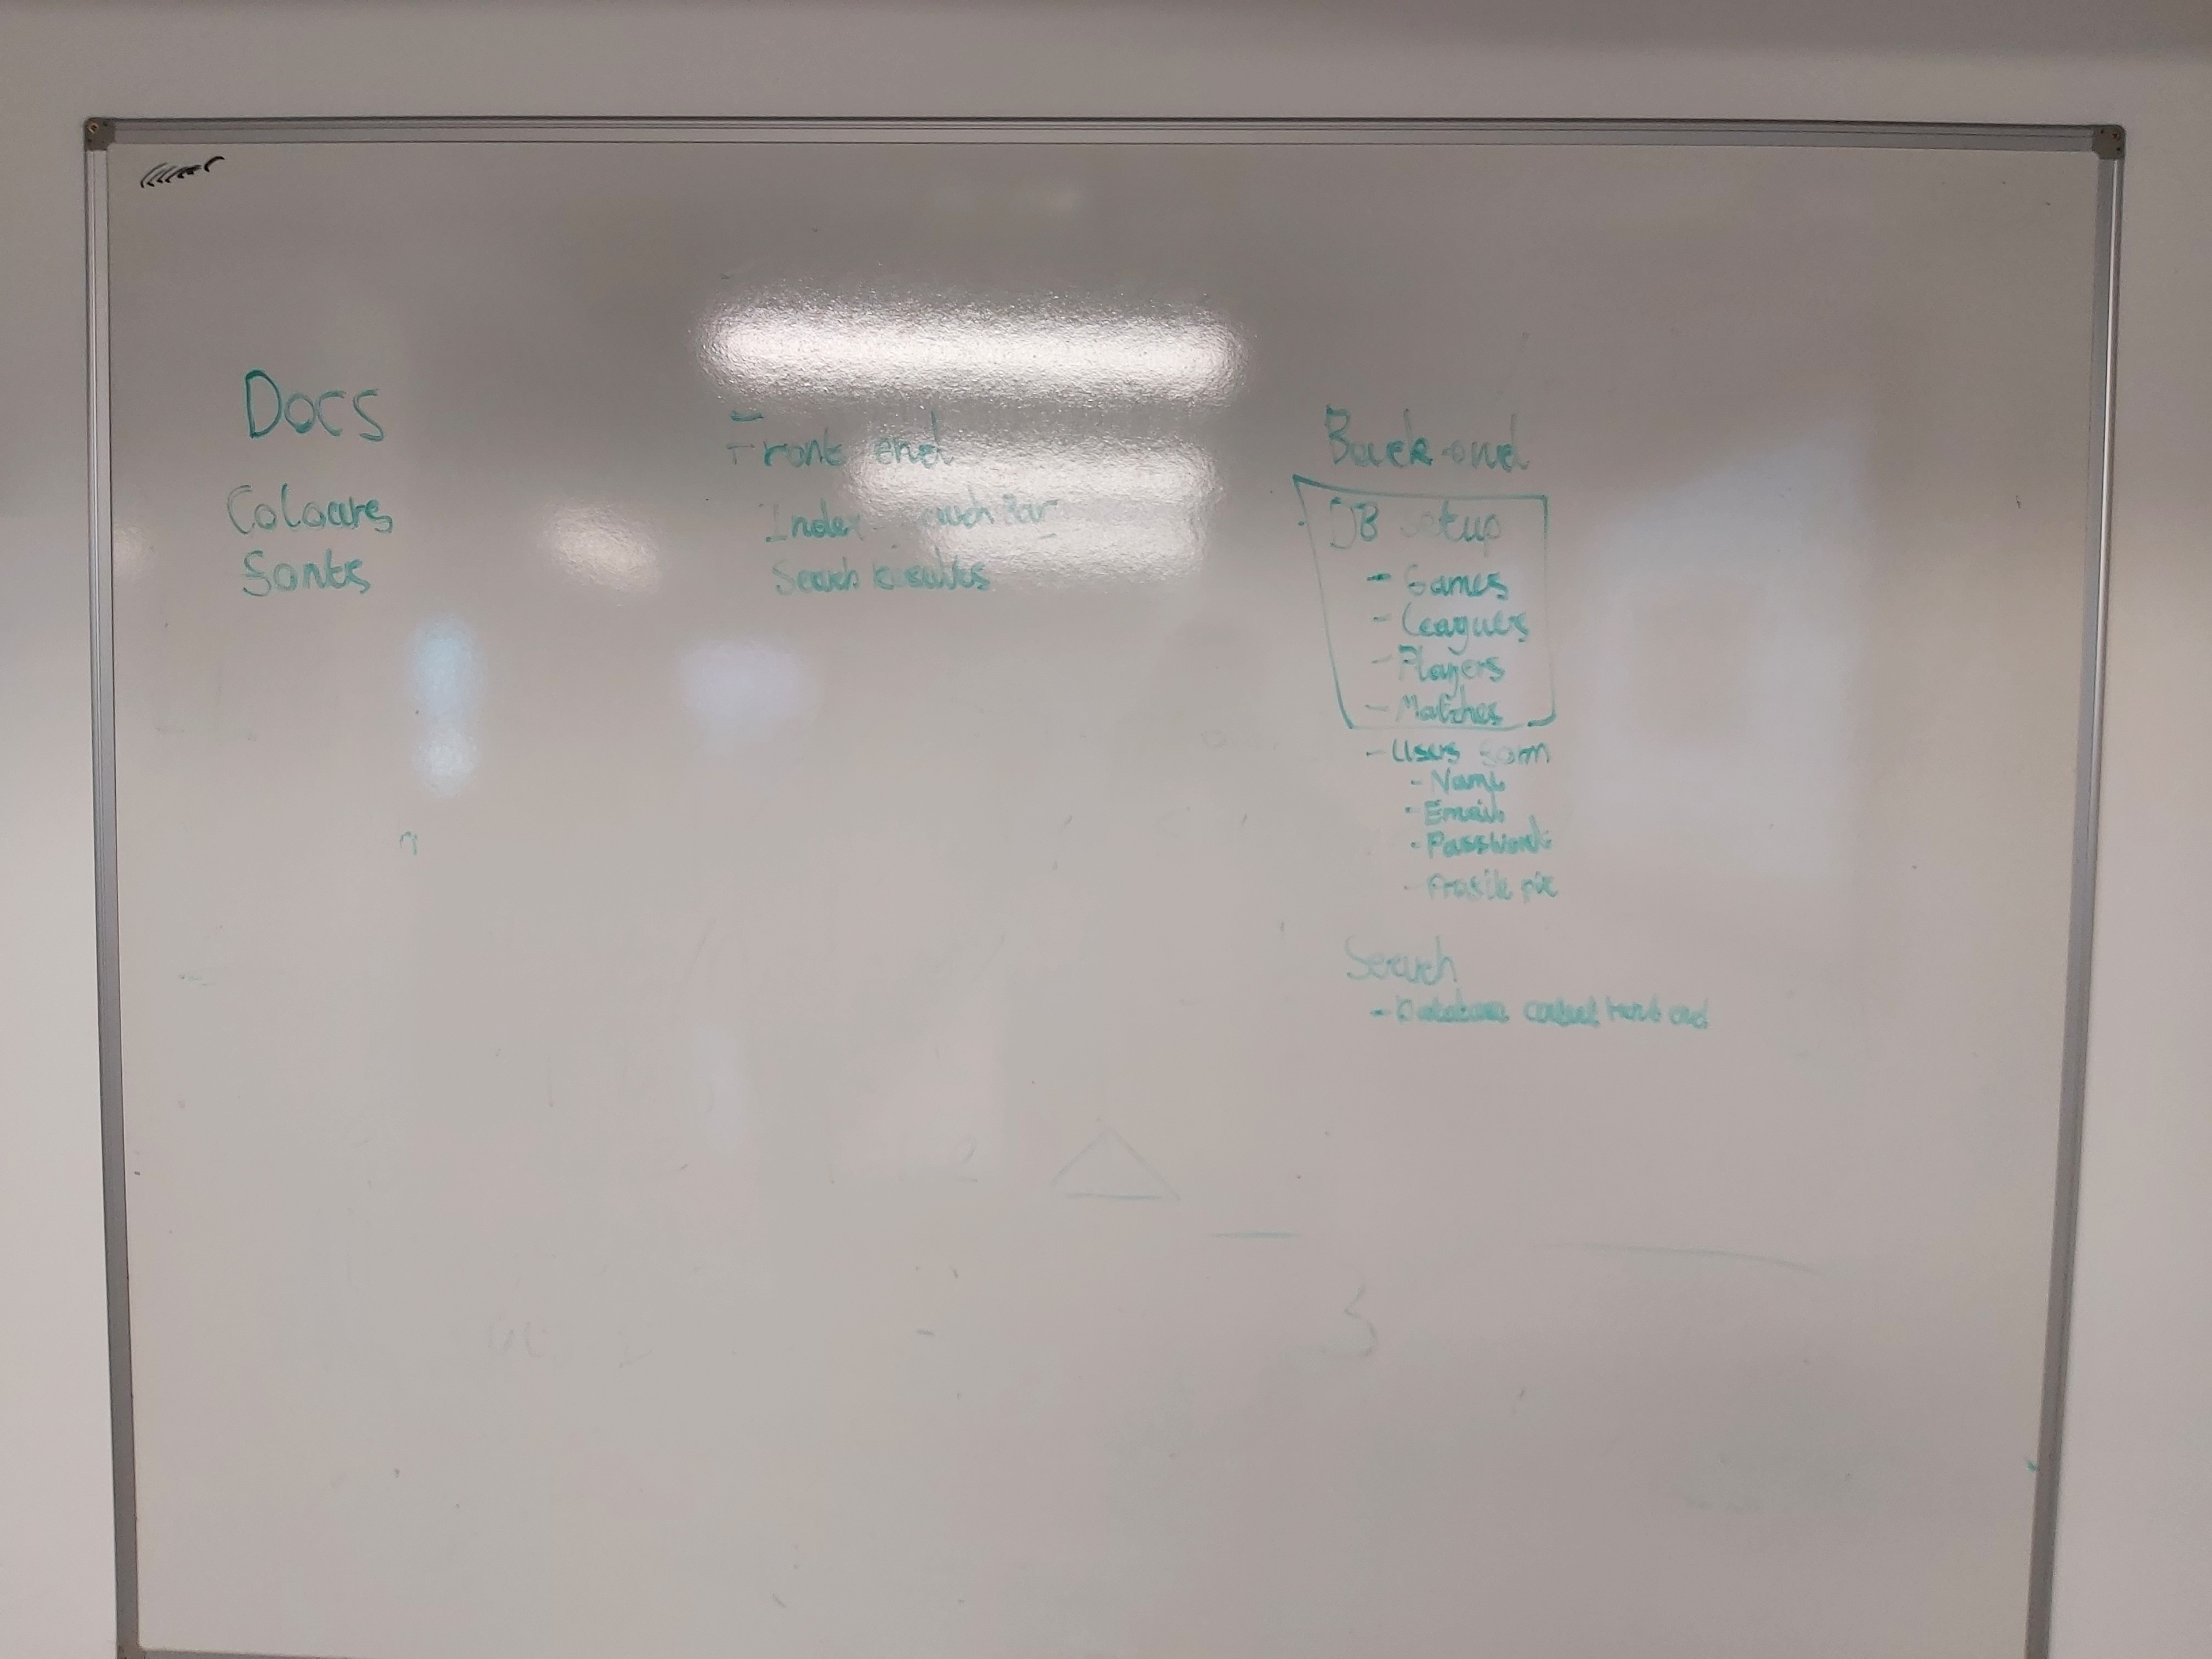 Docs
Colours
Fonts
Front end
Index Search Bar
Search Results
Back end
DB Setup
- Games
- Leagues
- Players
- Matches
- Users Form
- Name
- Email
- Password
- Profile pic
Search
- Database front end